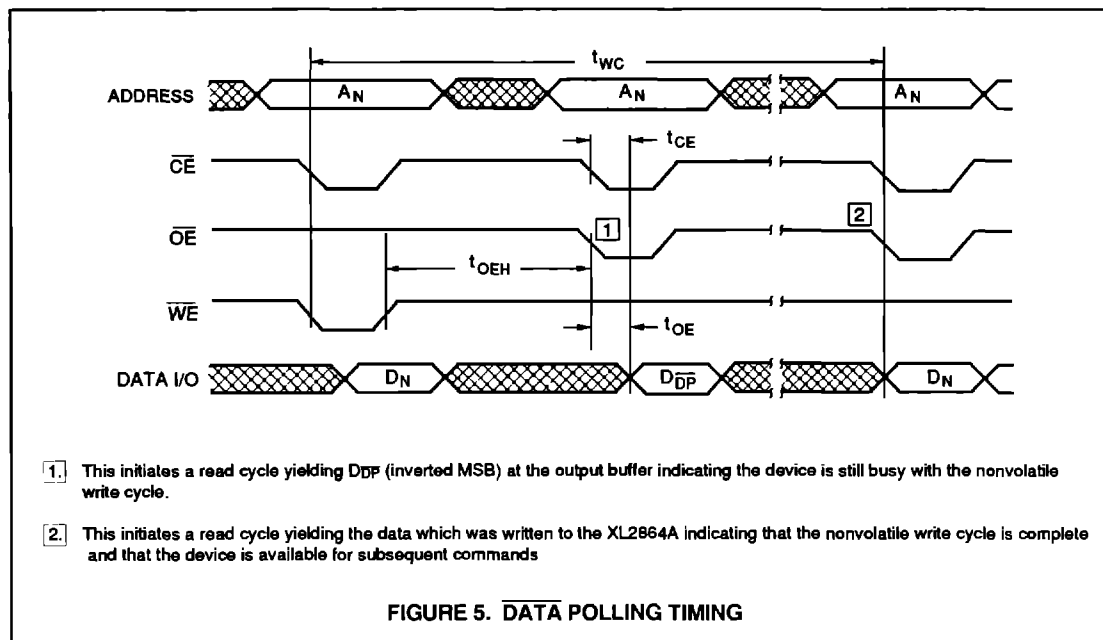 tWC
ADDRESS AN AN AN
tCE
CE
1 2
OE
tOEH
WE
tOE
DATA I/O DN DDP DN
1. This initiates a read cycle yielding DDP (inverted MSB) at the output buffer indicating the device is still busy with the nonvolatile
write cycle.
2. This initiates a read cycle yielding the data which was written to the XL2864A indicating that the nonvolatile write cycle is complete
and that the device is available for subsequent commands
FIGURE 5. DATA POLLING TIMING